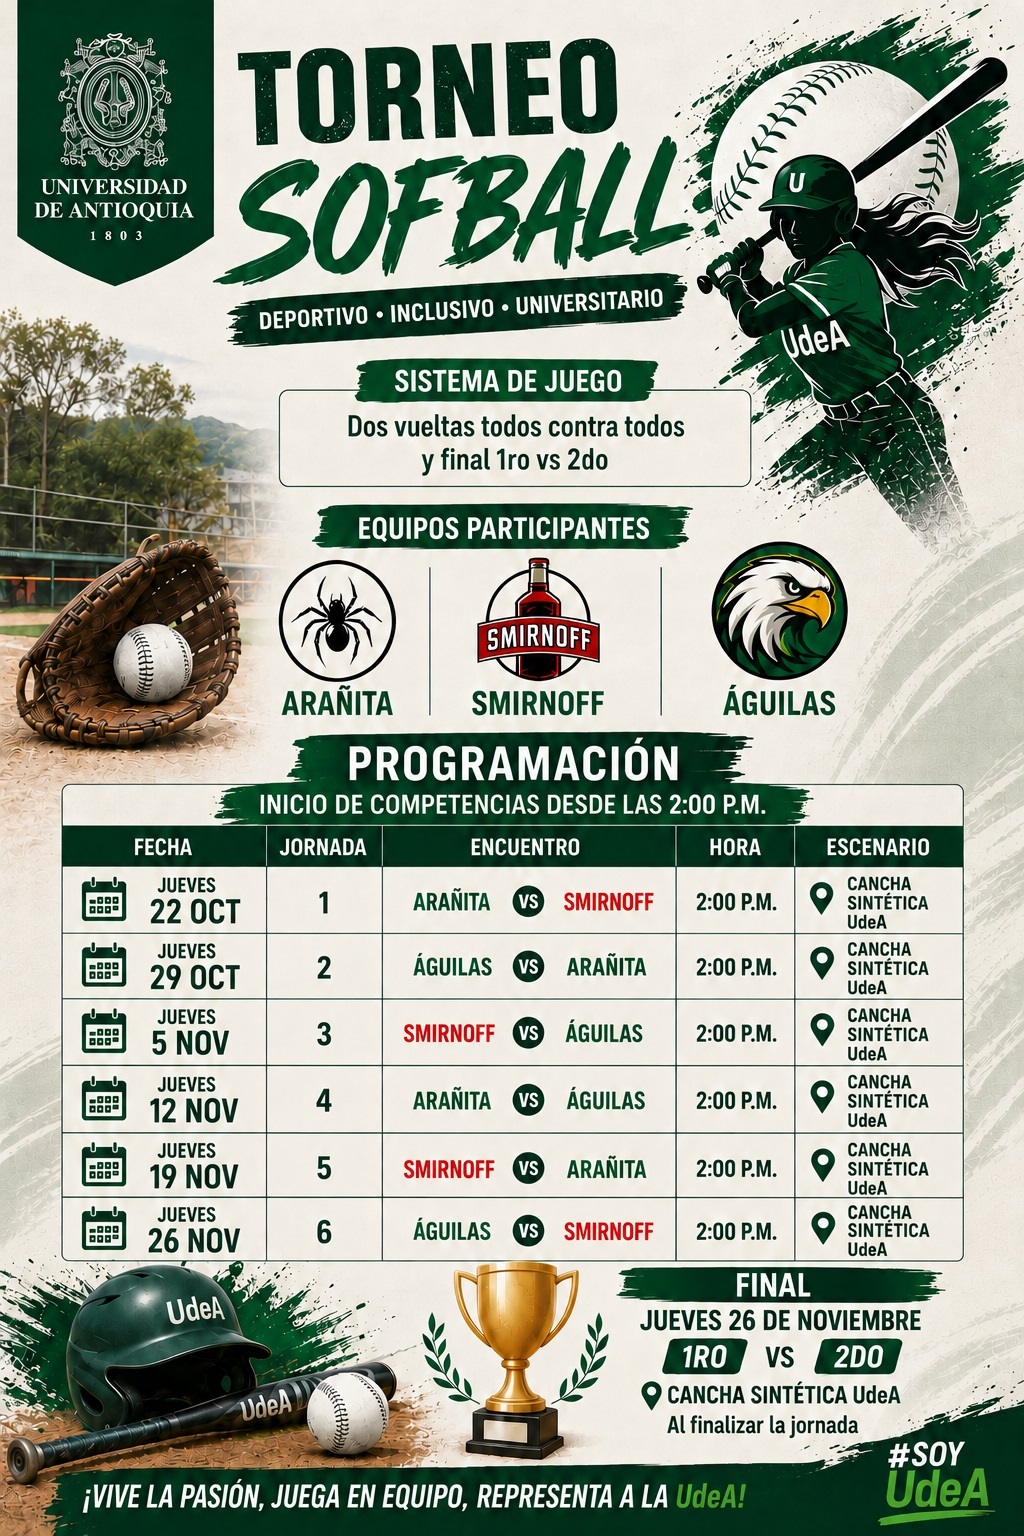 UNIVERSIDAD
DE ANTIOQUIA
1803
TORNEO
SOFBALL
DEPORTIVO • INCLUSIVO • UNIVERSITARIO
U
UdeA
SISTEMA DE JUEGO
Dos vueltas todos contra todos
y final 1ro vs 2do
EQUIPOS PARTICIPANTES
SMIRNOFF
ARAÑITA
SMIRNOFF
ÁGUILAS
PROGRAMACIÓN
INICIO DE COMPETENCIAS DESDE LAS 2:00 P.M.
FECHA JORNADA ENCUENTRO HORA ESCENARIO
JUEVES
22 OCT
1
ARAÑITA VS SMIRNOFF
2:00 P.M.
CANCHA
SINTÉTICA
UdeA
JUEVES
29 OCT
2
ÁGUILAS VS ARAÑITA
2:00 P.M.
CANCHA
SINTÉTICA
UdeA
JUEVES
5 NOV
3
SMIRNOFF VS ÁGUILAS
2:00 P.M.
CANCHA
SINTÉTICA
UdeA
JUEVES
12 NOV
4
ARAÑITA VS ÁGUILAS
2:00 P.M.
CANCHA
SINTÉTICA
UdeA
JUEVES
19 NOV
5
SMIRNOFF VS ARAÑITA
2:00 P.M.
CANCHA
SINTÉTICA
UdeA
JUEVES
26 NOV
6
ÁGUILAS VS SMIRNOFF
2:00 P.M.
CANCHA
SINTÉTICA
UdeA
UdeA
UdeA
FINAL
JUEVES 26 DE NOVIEMBRE
1RO VS 2DO
CANCHA SINTÉTICA UdeA
Al finalizar la jornada
¡VIVE LA PASIÓN, JUEGA EN EQUIPO, REPRESENTA A LA UdeA!
#SOY
UdeA